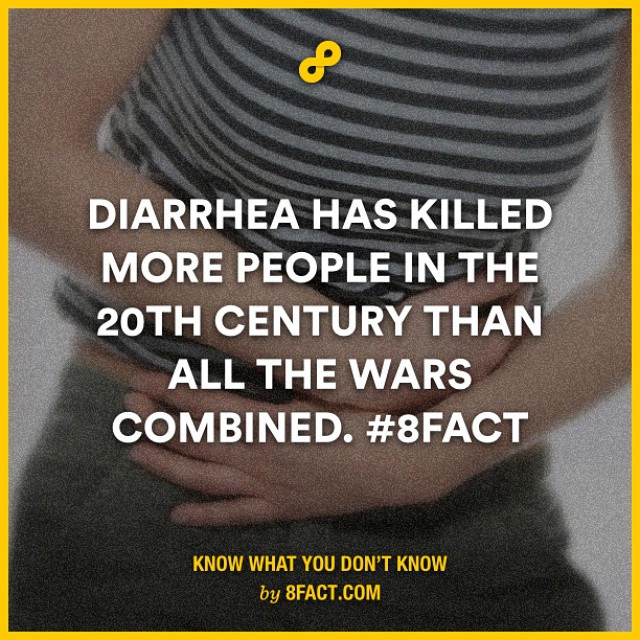 DIARRHEA HAS KILLED
MORE PEOPLE IN THE
20TH CENTURY THAN
ALL THE WARS
COMBINED. #8FACT
KNOW WHAT YOU DON'T KNOW
by 8FACT.COM